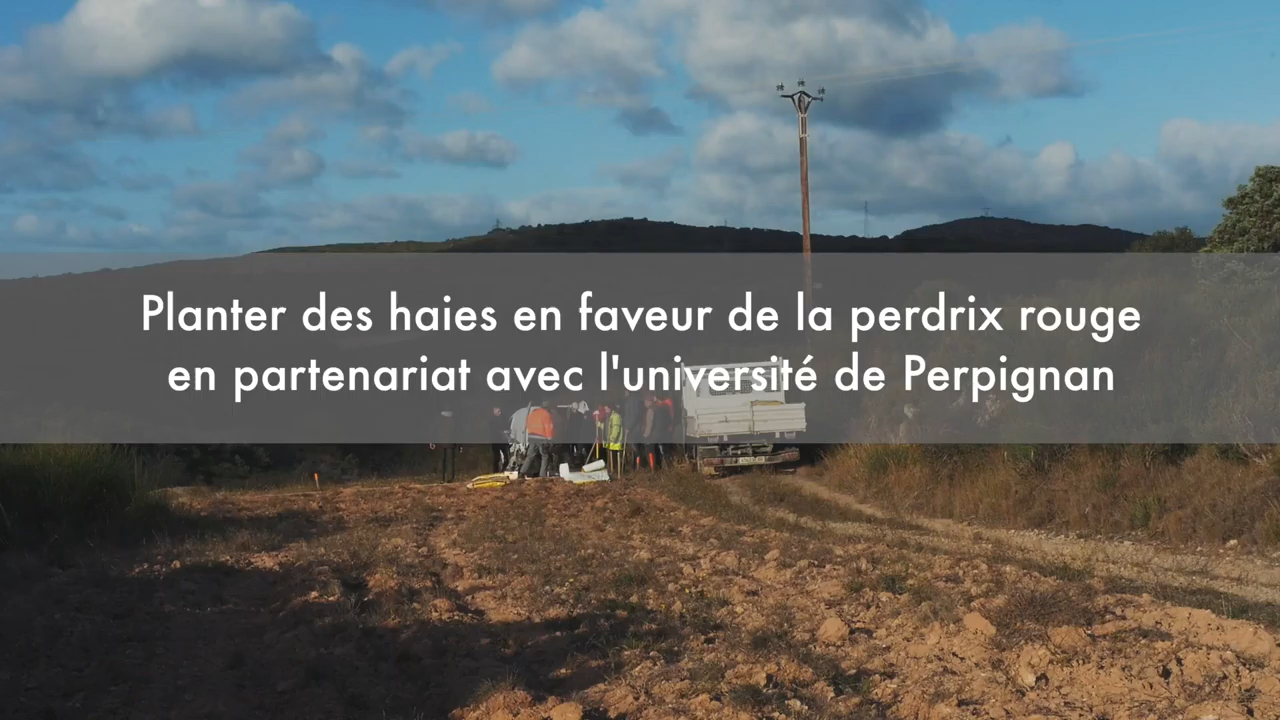 Planter des haies en faveur de la perdrix rouge
en partenariat avec l'université de Perpignan